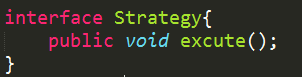 interface Strategy{
    public void excute();
}